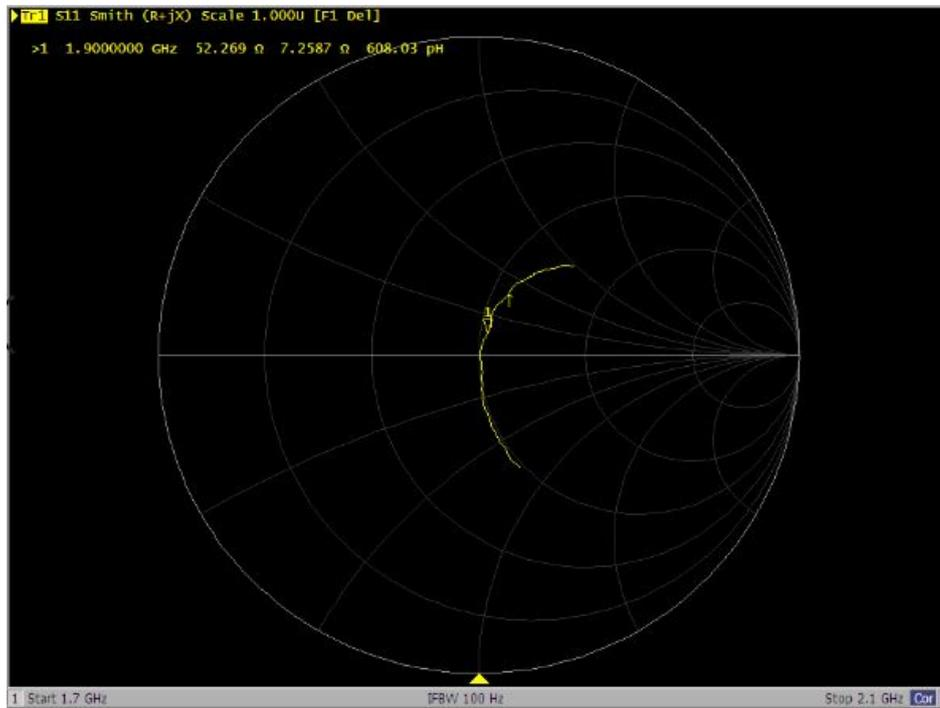 Tr1 S11 Smith (R+jX) Scale 1.000U [F1 Del]
>1 1.9000000 GHz 52.269 Ω 7.2587 Ω 608.03 pH
1
1 Start 1.7 GHz IFBW 100 Hz Stop 2.1 GHz Cor